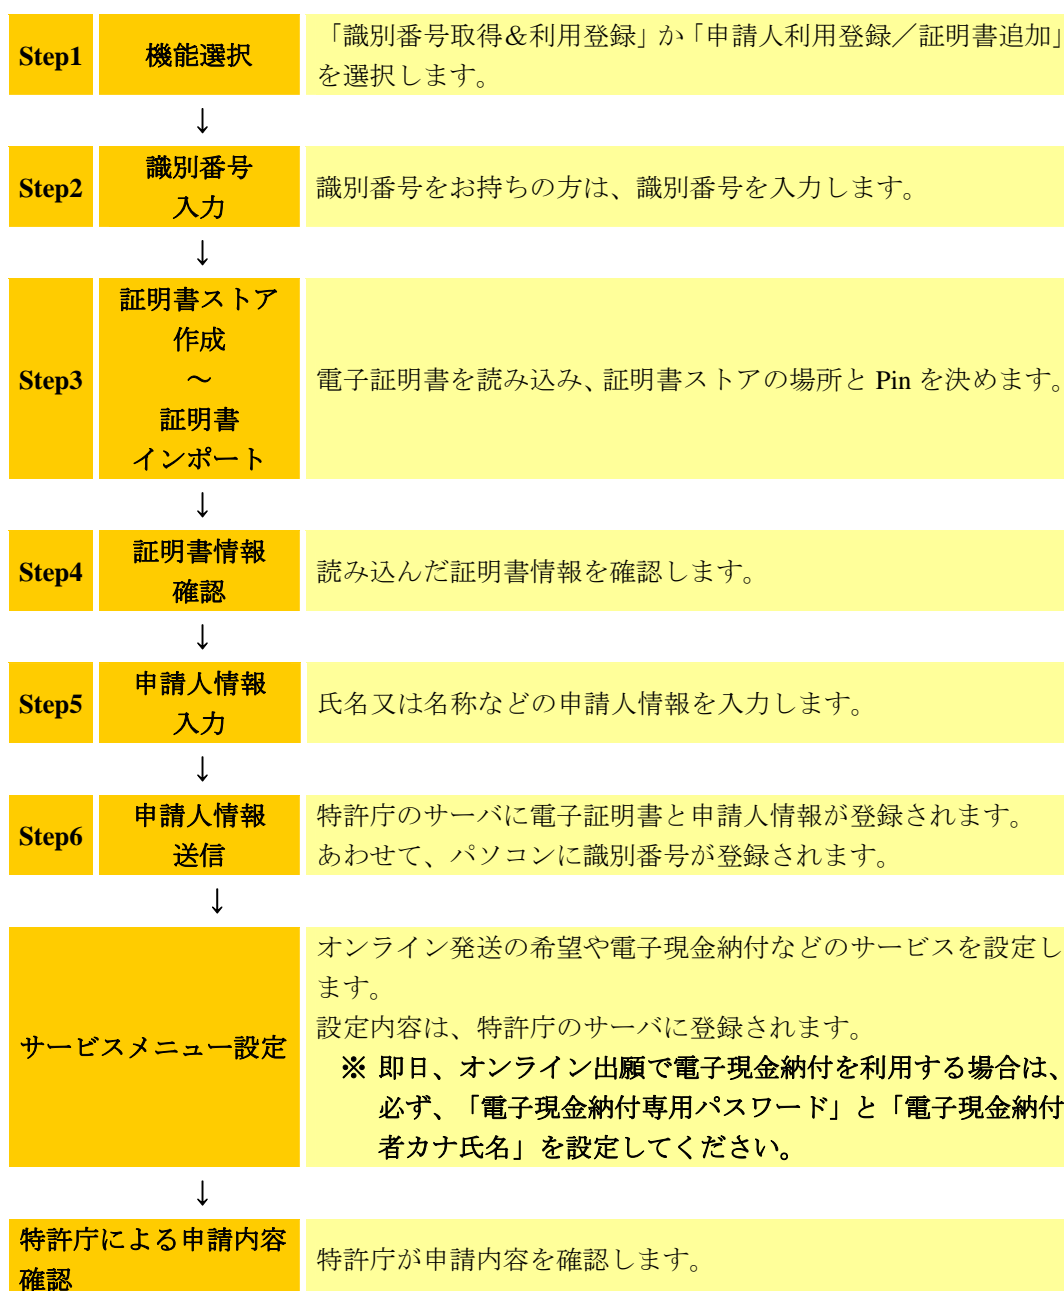 Step1 機能選択 「識別番号取得&利用登録」か「申請人利用登録/証明書追加」
を選択します。
↓
Step2 識別番号
入力 識別番号をお持ちの方は、識別番号を入力します。
↓
Step3 証明書ストア
作成
～
証明書
インポート 電子証明書を読み込み、証明書ストアの場所と Pin を決めます。
↓
Step4 証明書情報
確認 読み込んだ証明書情報を確認します。
↓
Step5 申請人情報
入力 氏名又は名称などの申請人情報を入力します。
↓
Step6 申請人情報
送信 特許庁のサーバに電子証明書と申請人情報が登録されます。
あわせて、パソコンに識別番号が登録されます。
↓
サービスメニュー設定 オンライン発送の希望や電子現金納付などのサービスを設定し
ます。
設定内容は、特許庁のサーバに登録されます。
※ 即日、オンライン出願で電子現金納付を利用する場合は、
必ず、「電子現金納付専用パスワード」と「電子現金納付
者カナ氏名」を設定してください。
↓
特許庁による申請内容
確認 特許庁が申請内容を確認します。